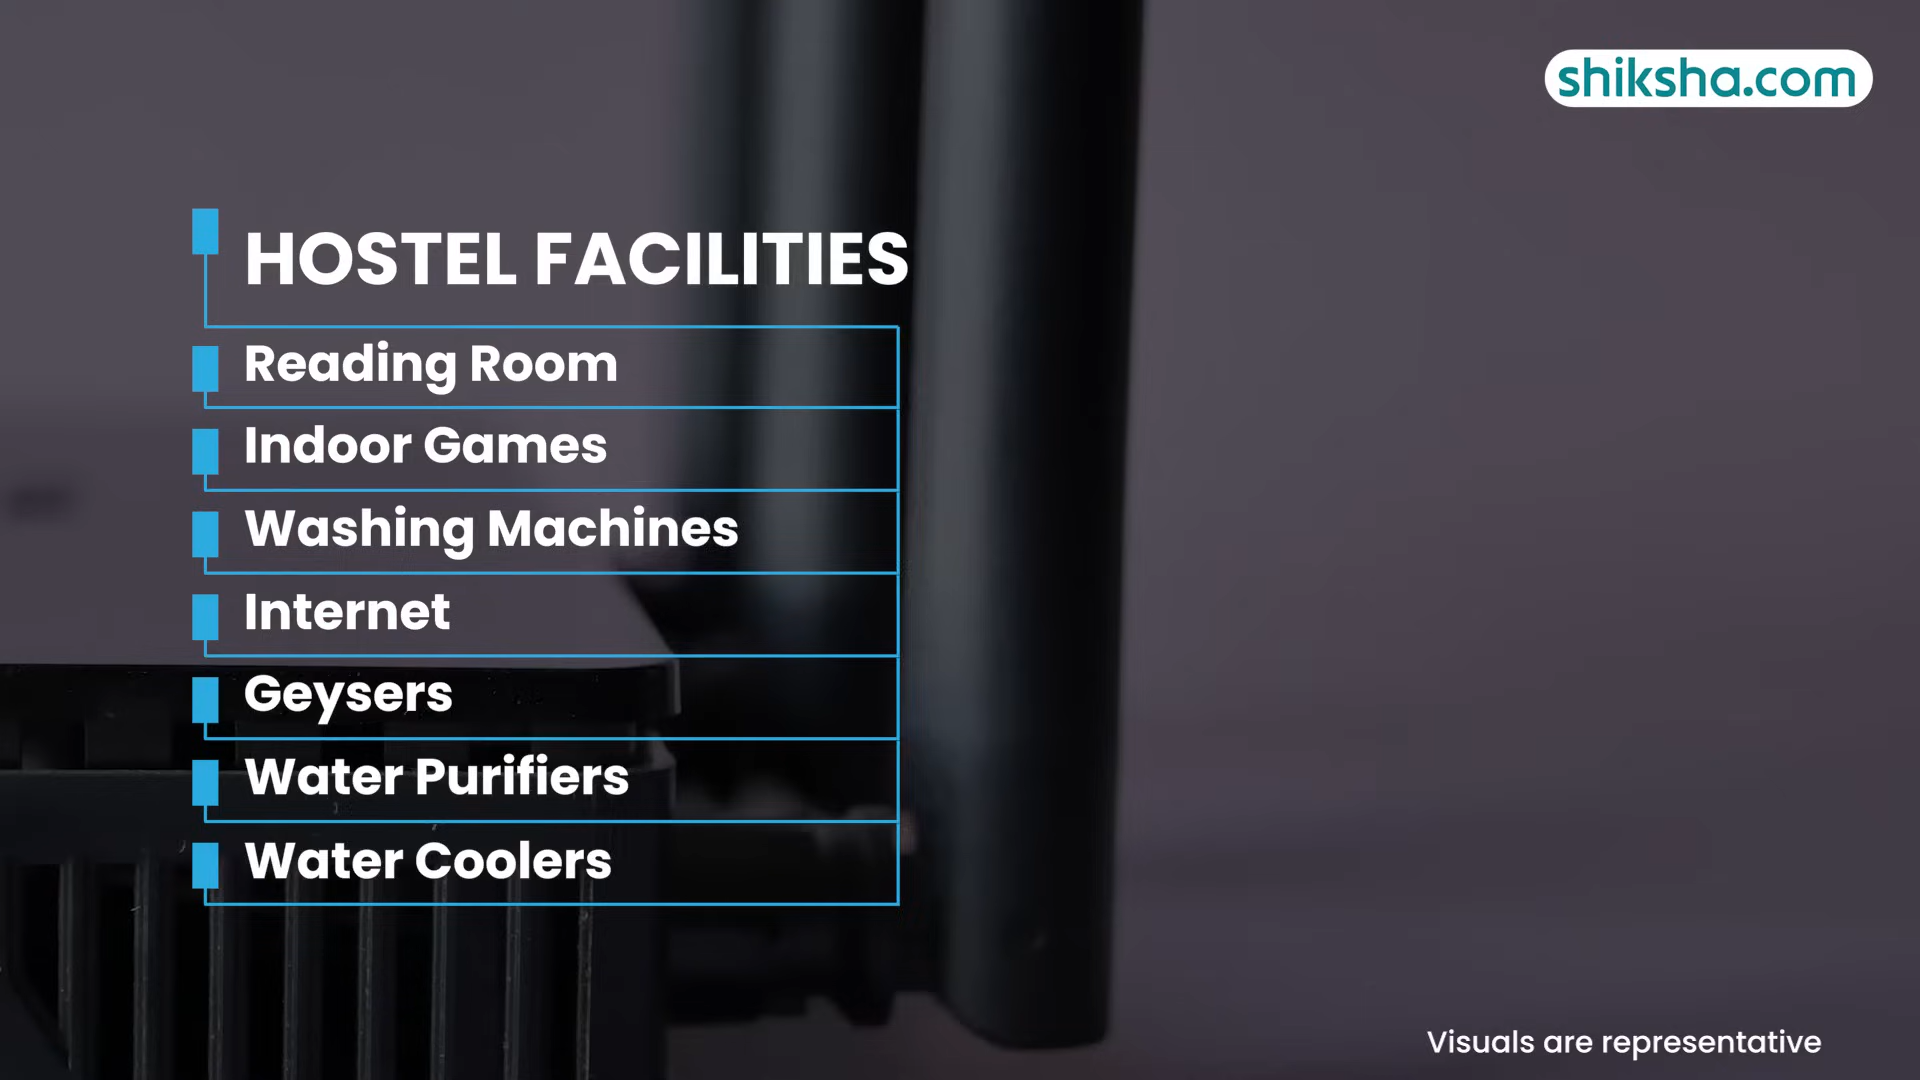 shiksha.com
HOSTEL FACILITIES
Reading Room
Indoor Games
Washing Machines
Internet
Geysers
Water Purifiers
Water Coolers
Visuals are representative